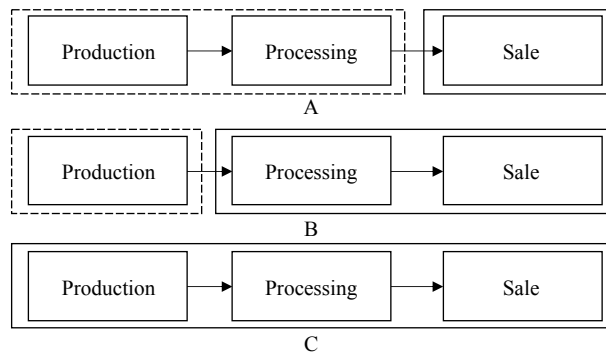 Production Processing Sale
A
Production Processing Sale
B
Production Processing Sale
C